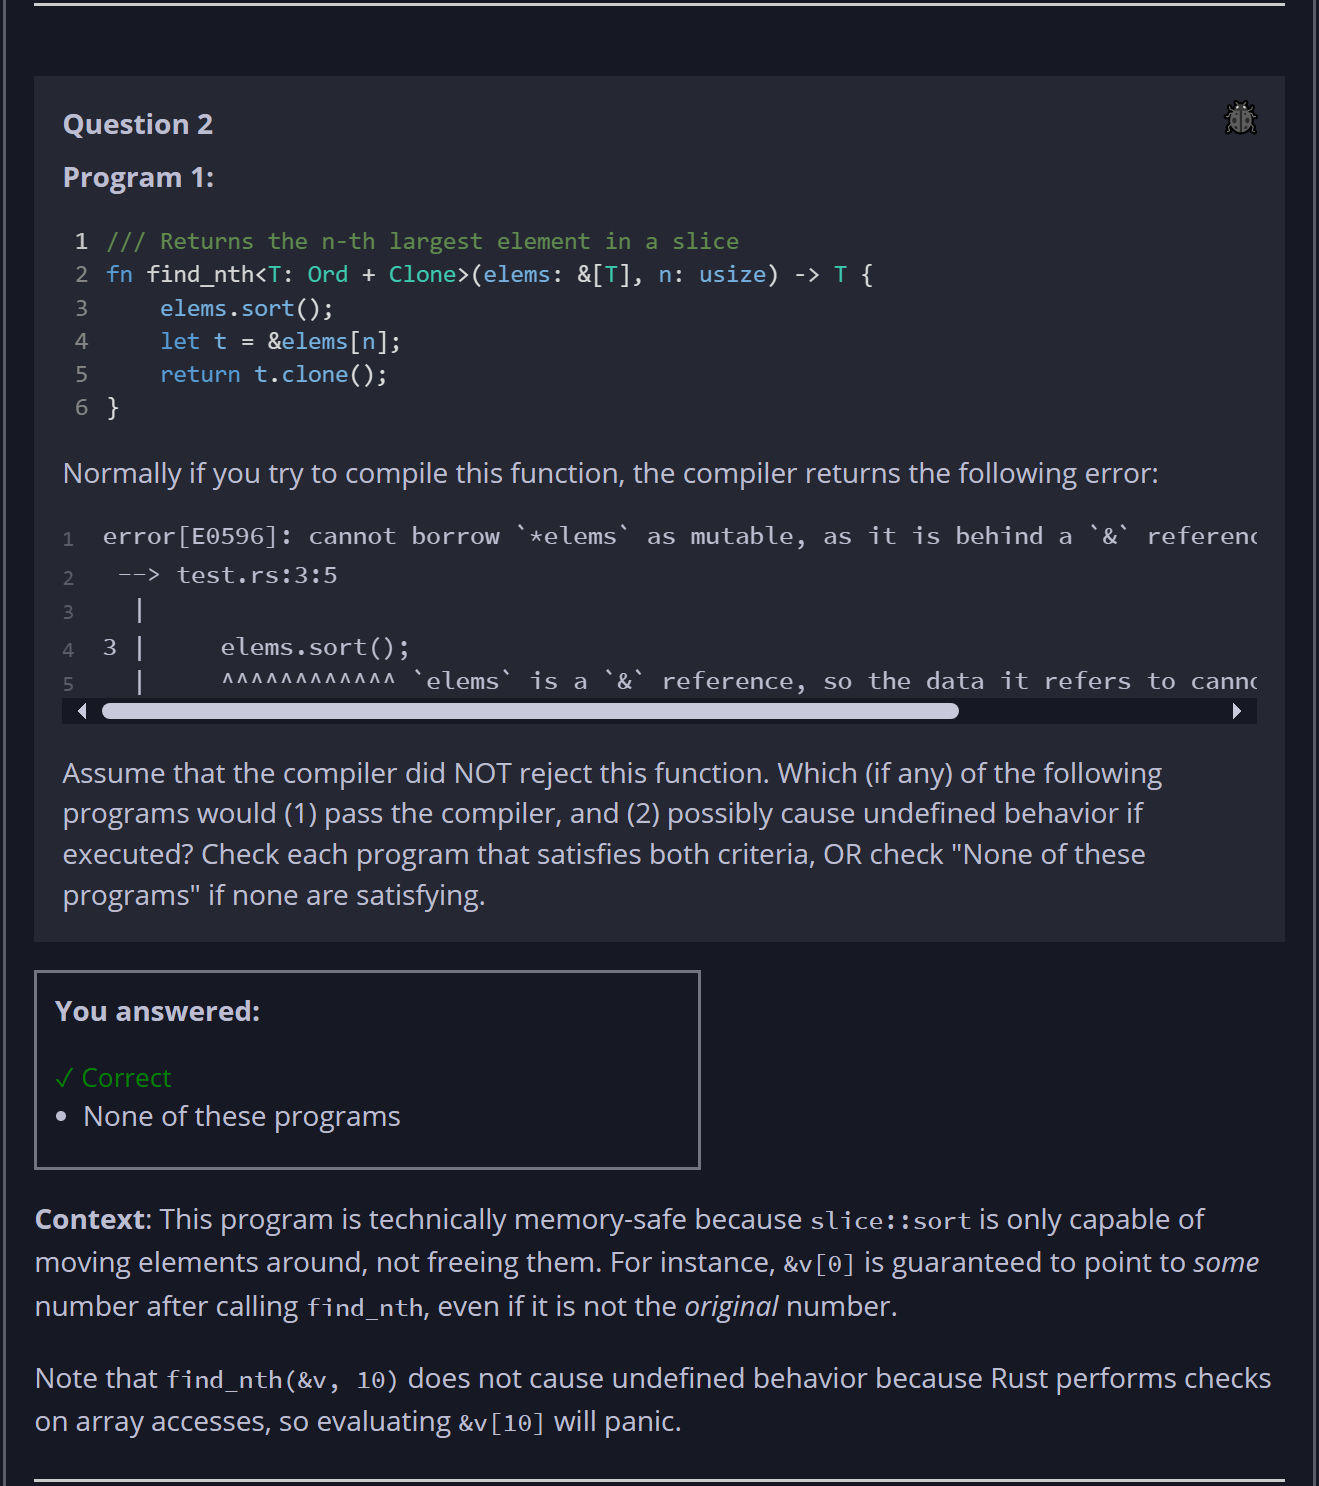 Question 2
Program 1:
1 /// Returns the n-th largest element in a slice
2 fn find_nth<T: Ord + Clone>(elems: &[T], n: usize) -> T {
3     elems.sort();
4     let t = &elems[n];
5     return t.clone();
6 }
Normally if you try to compile this function, the compiler returns the following error:
1 error[E0596]: cannot borrow `*elems` as mutable, as it is behind a `&` referenc
2  --> test.rs:3:5
3   |
4 3 |     elems.sort();
5   |     ^^^^^^^^^^^^ `elems` is a `&` reference, so the data it refers to canno
Assume that the compiler did NOT reject this function. Which (if any) of the following
programs would (1) pass the compiler, and (2) possibly cause undefined behavior if
executed? Check each program that satisfies both criteria, OR check "None of these
programs" if none are satisfying.
You answered:
✓ Correct
• None of these programs
Context: This program is technically memory-safe because slice::sort is only capable of
moving elements around, not freeing them. For instance, &v[0] is guaranteed to point to some
number after calling find_nth, even if it is not the original number.
Note that find_nth(&v, 10) does not cause undefined behavior because Rust performs checks
on array accesses, so evaluating &v[10] will panic.